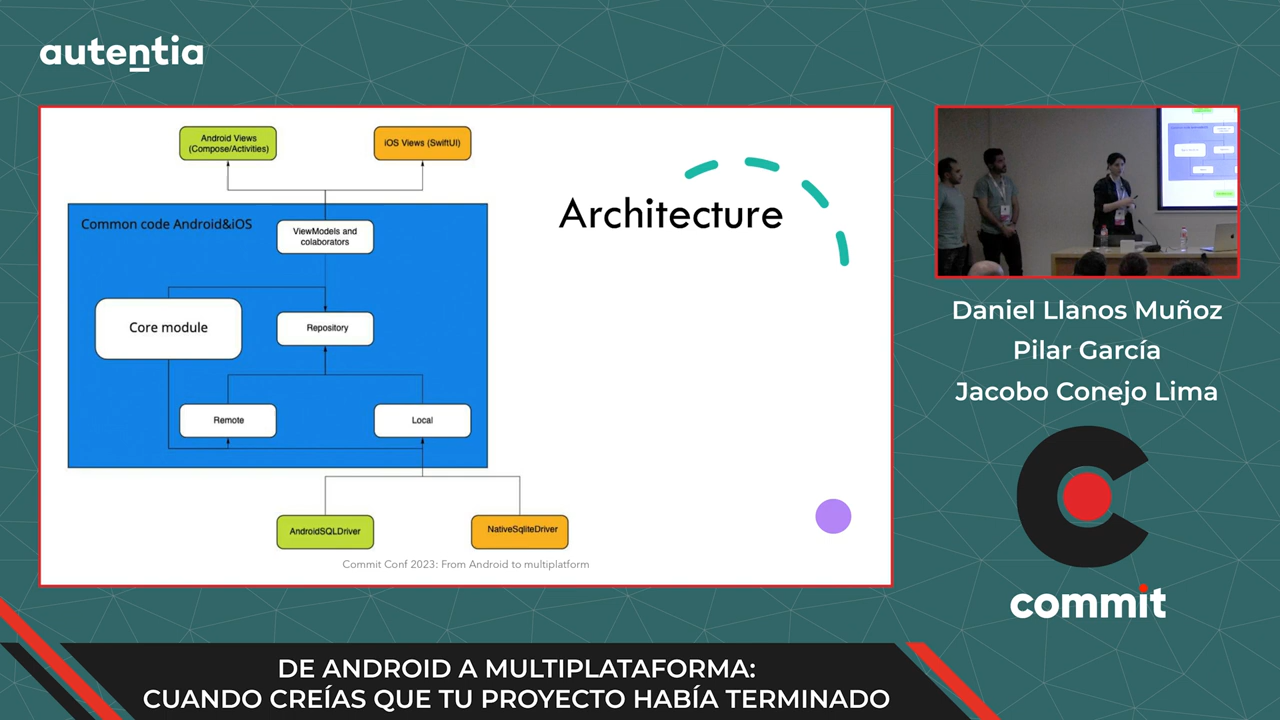 autentia
Android Views
(Compose/Activities)
iOS Views (SwiftUI)
Architecture
Common code Android&iOS
ViewModels and
colaborators
Core module
Repository
Remote
Local
AndroidSQLDriver
NativeSqliteDriver
Commit Conf 2023: From Android to multiplatform
Daniel Llanos Muñoz
Pilar García
Jacobo Conejo Lima
commit
DE ANDROID A MULTIPLATAFORMA:
CUANDO CREÍAS QUE TU PROYECTO HABÍA TERMINADO